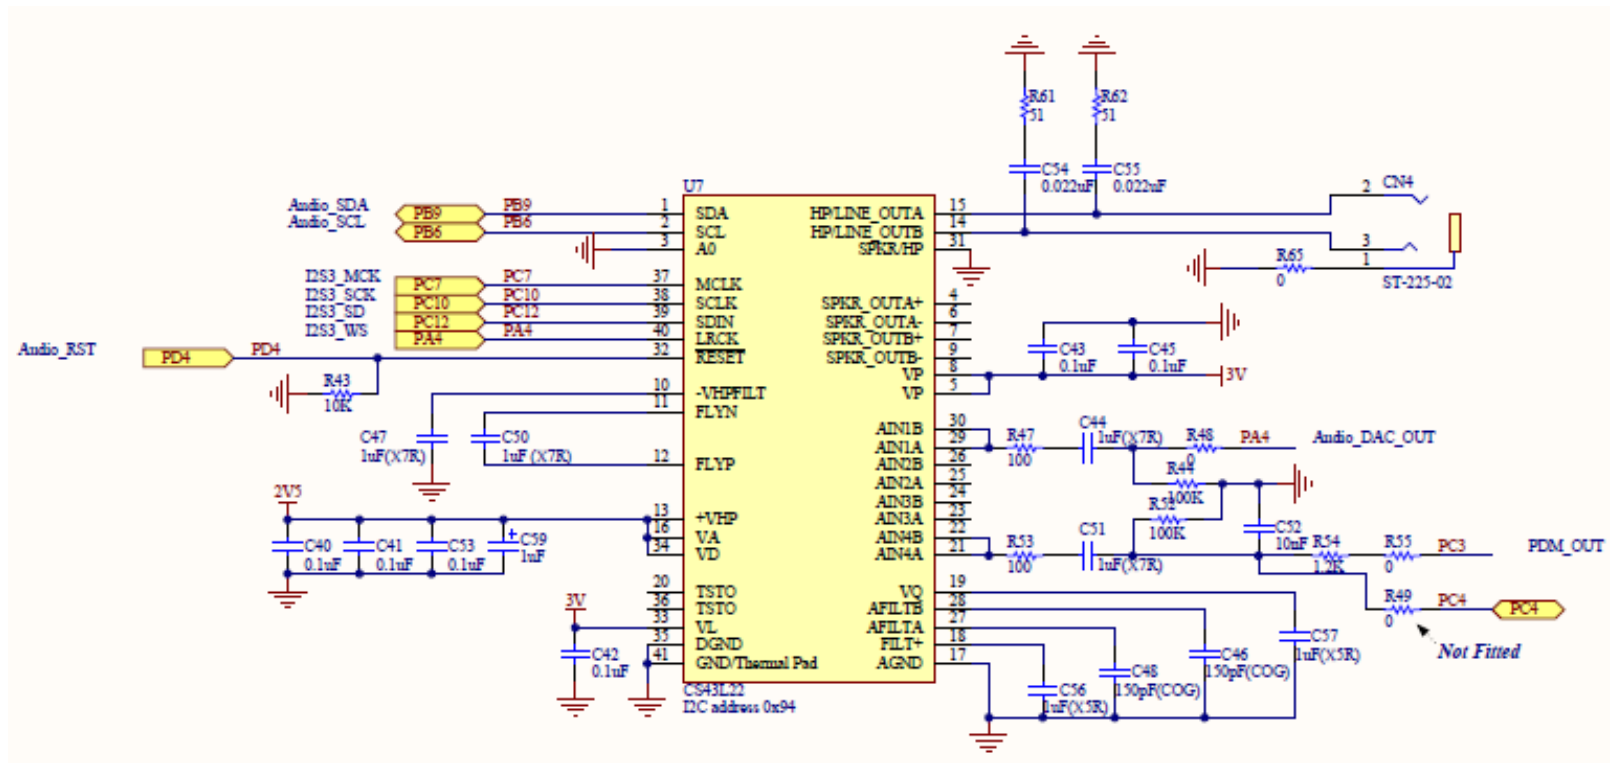 R61
51
R62
51
C54
0.022uF
C55
0.022uF
U7
Audio_SDA
Audio_SCL
PB9
PB6
PB9
PB6
1
2
3
SDA
SCL
A0
HP/LINE_OUTA
HP/LINE_OUTB
SPKR/HP
15
14
31
2
CN4
3
1
R65
0
ST-225-02
I2S3_MCK
I2S3_SCK
I2S3_SD
I2S3_WS
PC7
PC10
PC12
PA4
PC7
PC10
PC12
PA4
37
38
39
40
32
MCLK
SCLK
SDIN
LRCK
RESET
SPKR_OUTA+
SPKR_OUTA-
SPKR_OUTB+
SPKR_OUTB-
VP
VP
4
6
7
9
8
5
C43
0.1uF
C45
0.1uF
3V
Audio_RST
PD4
PD4
R43
10K
10
11
12
-VHPFILT
FLYN
FLYP
C47
1uF(X7R)
C50
1uF(X7R)
AIN1B
AIN1A
AIN2B
AIN2A
AIN3B
AIN3A
AIN4B
AIN4A
30
29
26
25
24
23
22
21
R47
100
C44
1uF(X7R)
R48
0
PA4
Audio_DAC_OUT
R44
100K
R52
100K
C52
10uF
R53
100
C51
1uF(X7R)
R54
1.2K
R55
0
PC3
PDM_OUT
R49
0
PC4
PC4
Not Fitted
2V5
C40
0.1uF
C41
0.1uF
C53
0.1uF
+
C59
1uF
13
16
34
+VHP
VA
VD
20
36
33
35
41
TSTO
TSTO
VL
DGND
GND/Thermal Pad
3V
C42
0.1uF
VQ
AFILTB
AFILTA
FILT+
AGND
19
28
27
18
17
C57
1uF(X5R)
C46
150pF(COG)
C48
150pF(COG)
C56
1uF(X5R)
CS43L22
I2C address 0x94